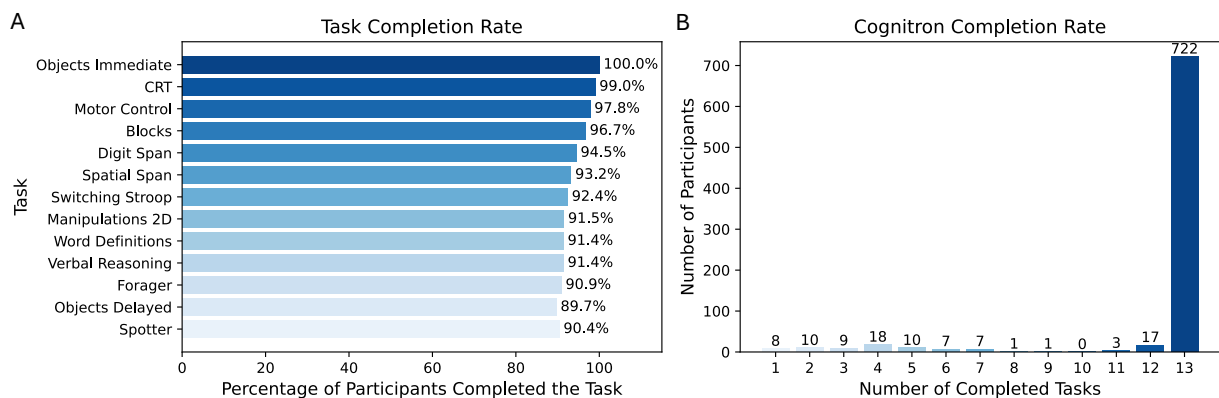 A
Task Completion Rate
Task
Objects Immediate 100.0%
CRT 99.0%
Motor Control 97.8%
Blocks 96.7%
Digit Span 94.5%
Spatial Span 93.2%
Switching Stroop 92.4%
Manipulations 2D 91.5%
Word Definitions 91.4%
Verbal Reasoning 91.4%
Forager 90.9%
Objects Delayed 89.7%
Spotter 90.4%
0 20 40 60 80 100
Percentage of Participants Completed the Task
B
Cognitron Completion Rate
Number of Participants
700
600
500
400
300
200
100
0
8 10 9 18 10 7 7 1 1 0 3 17 722
1 2 3 4 5 6 7 8 9 10 11 12 13
Number of Completed Tasks